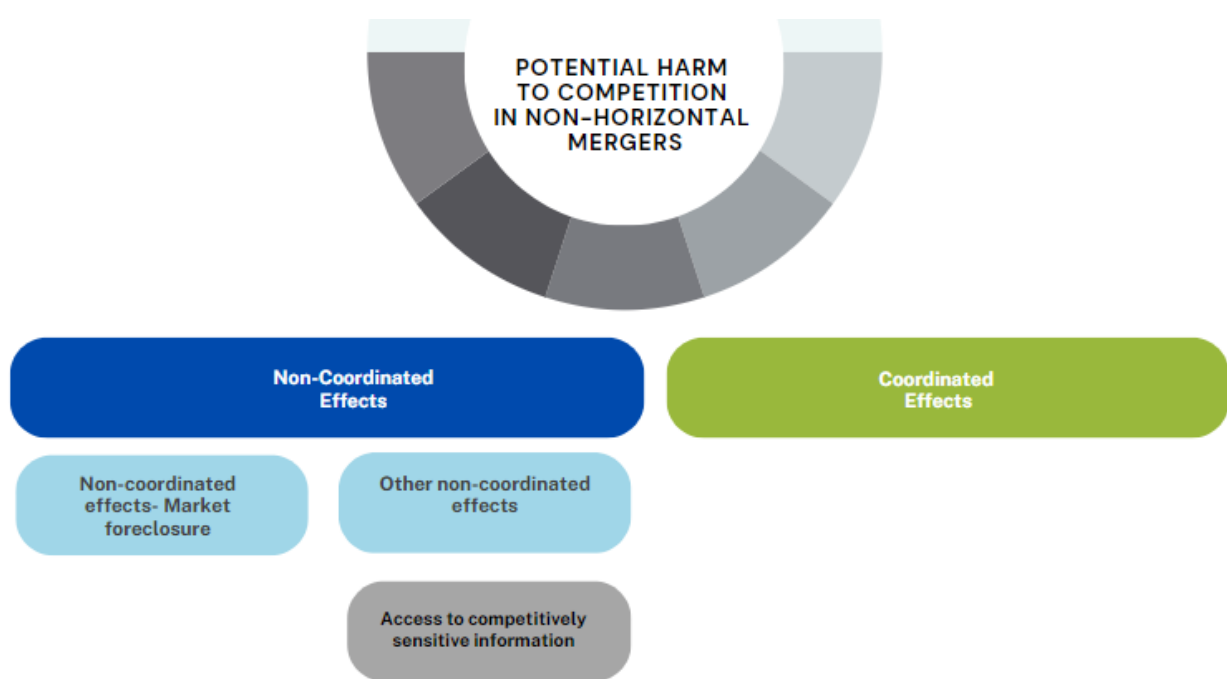 POTENTIAL HARM
TO COMPETITION
IN NON-HORIZONTAL
MERGERS
Non-Coordinated
Effects
Coordinated
Effects
Non-coordinated
effects- Market
foreclosure
Other non-coordinated
effects
Access to competitively
sensitive information